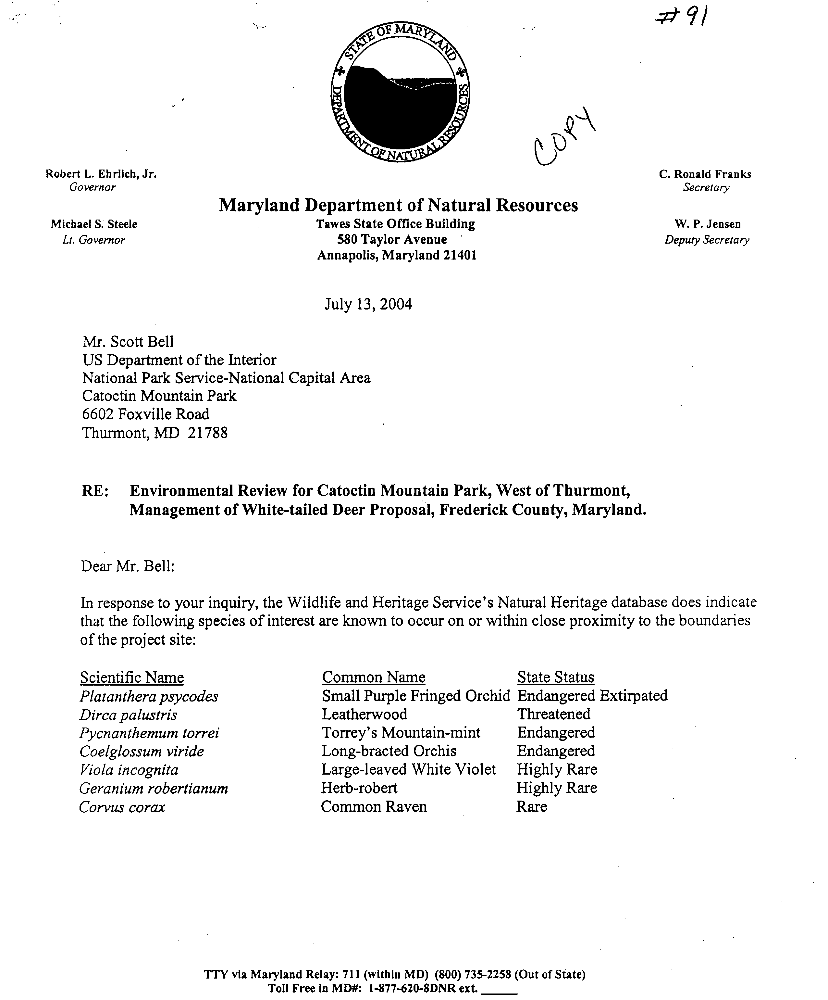 #91
STATE OF MARYLAND
DEPARTMENT OF NATURAL RESOURCES
COPY
Robert L. Ehrlich, Jr.
Governor
C. Ronald Franks
Secretary
Maryland Department of Natural Resources
Michael S. Steele
Lt. Governor
Tawes State Office Building
580 Taylor Avenue
Annapolis, Maryland 21401
W. P. Jensen
Deputy Secretary
July 13, 2004
Mr. Scott Bell
US Department of the Interior
National Park Service-National Capital Area
Catoctin Mountain Park
6602 Foxville Road
Thurmont, MD 21788
RE: Environmental Review for Catoctin Mountain Park, West of Thurmont,
Management of White-tailed Deer Proposal, Frederick County, Maryland.
Dear Mr. Bell:
In response to your inquiry, the Wildlife and Heritage Service's Natural Heritage database does indicate
that the following species of interest are known to occur on or within close proximity to the boundaries
of the project site:
Scientific Name Common Name State Status
Platanthera psycodes Small Purple Fringed Orchid Endangered Extirpated
Dirca palustris Leatherwood Threatened
Pycnanthemum torrei Torrey's Mountain-mint Endangered
Coelglossum viride Long-bracted Orchis Endangered
Viola incognita Large-leaved White Violet Highly Rare
Geranium robertianum Herb-robert Highly Rare
Corvus corax Common Raven Rare
TTY via Maryland Relay: 711 (within MD) (800) 735-2258 (Out of State)
Toll Free in MD#: 1-877-620-8DNR ext. ______